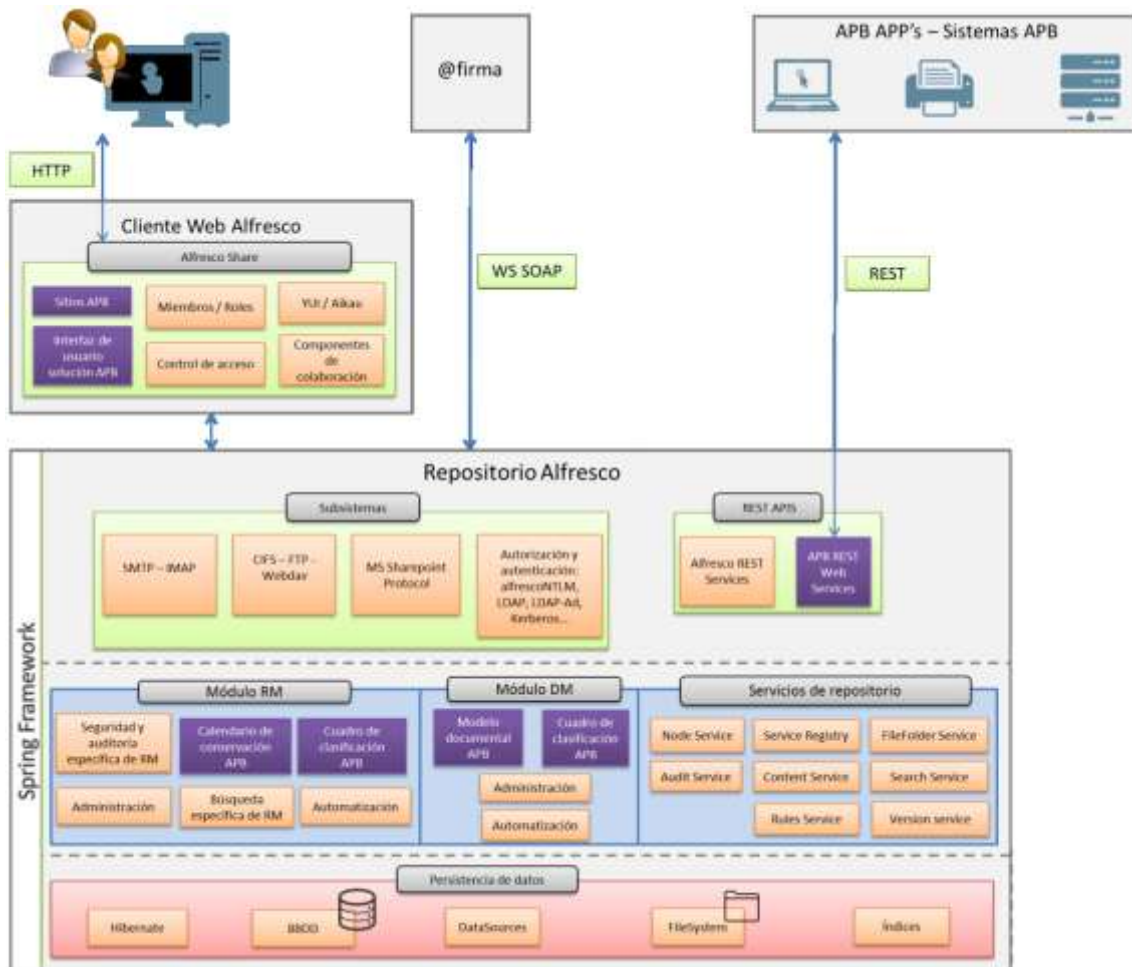 APB APP's – Sistemas APB
@firma
HTTP
Cliente Web Alfresco
Alfresco Share
Sitios APB
Miembros / Roles
YUI / Aikau
Interfaz de
usuario
solución APB
Control de acceso
Componentes
de
colaboración
WS SOAP
REST
Spring Framework
Repositorio Alfresco
Subsistemas
SMTP – IMAP
CIFS – FTP -
Webdav
MS Sharepoint
Protocol
Autorización y
autenticación:
alfrescoNTLM,
LDAP, LDAP-Ad,
Kerberos...
REST APIS
Alfresco REST
Services
APB REST
Web
Services
Módulo RM
Seguridad y
auditoría
específica de RM
Calendario de
conservación
APB
Cuadro de
clasificación
APB
Administración
Búsqueda
específica de RM
Automatización
Módulo DM
Modelo
documental
APB
Cuadro de
clasificación
APB
Administración
Automatización
Servicios de repositorio
Node Service
Service Registry
FileFolder Service
Audit Service
Content Service
Search Service
Rules Service
Version service
Persistencia de datos
Hibernate
BBDD
DataSources
FileSystem
Índices